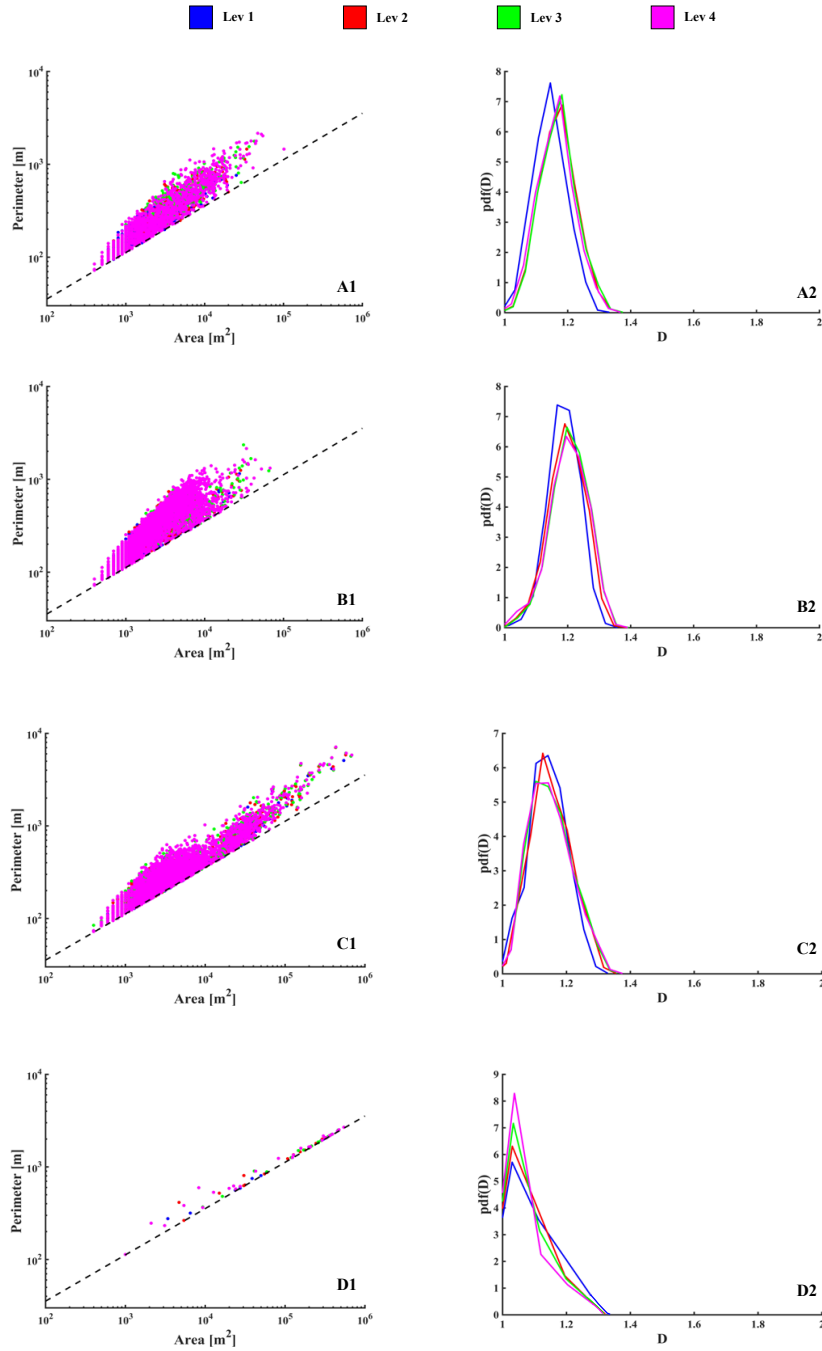 Lev 1 Lev 2 Lev 3 Lev 4
10^4
10^3
10^2
Perimeter [m]
A1
10^2 10^3 10^4 10^5 10^6
Area [m^2]
8
7
6
5
4
3
2
1
0
pdf(D)
A2
1 1.2 1.4 1.6 1.8 2
D
10^4
10^3
10^2
Perimeter [m]
B1
10^2 10^3 10^4 10^5 10^6
Area [m^2]
8
7
6
5
4
3
2
1
0
pdf(D)
B2
1 1.2 1.4 1.6 1.8 2
D
10^4
10^3
10^2
Perimeter [m]
C1
10^2 10^3 10^4 10^5 10^6
Area [m^2]
7
6
5
4
3
2
1
0
pdf(D)
C2
1 1.2 1.4 1.6 1.8 2
D
10^4
10^3
10^2
Perimeter [m]
D1
10^2 10^3 10^4 10^5 10^6
Area [m^2]
9
8
7
6
5
4
3
2
1
0
pdf(D)
D2
1 1.2 1.4 1.6 1.8 2
D